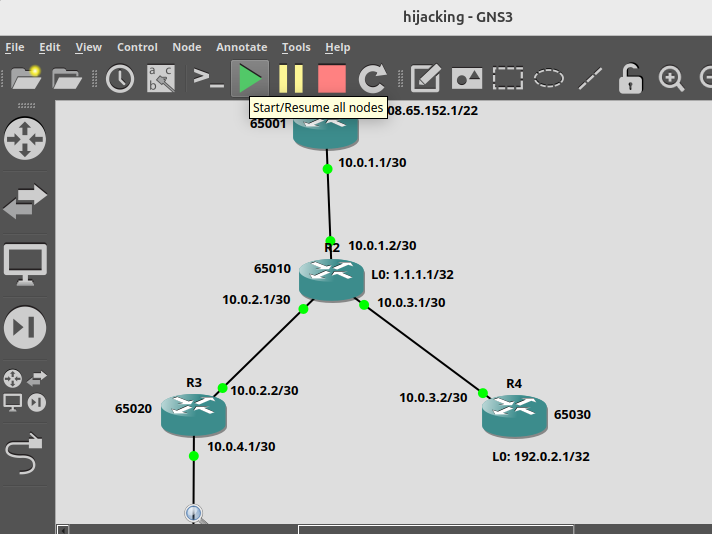 hijacking - GNS3
File Edit View Control Node Annotate Tools Help
Start/Resume all nodes
08.65.152.1/22
65001
10.0.1.1/30
R2
10.0.1.2/30
65010
L0: 1.1.1.1/32
10.0.2.1/30
10.0.3.1/30
R3
10.0.2.2/30
65020
R4
10.0.3.2/30
65030
10.0.4.1/30
L0: 192.0.2.1/32